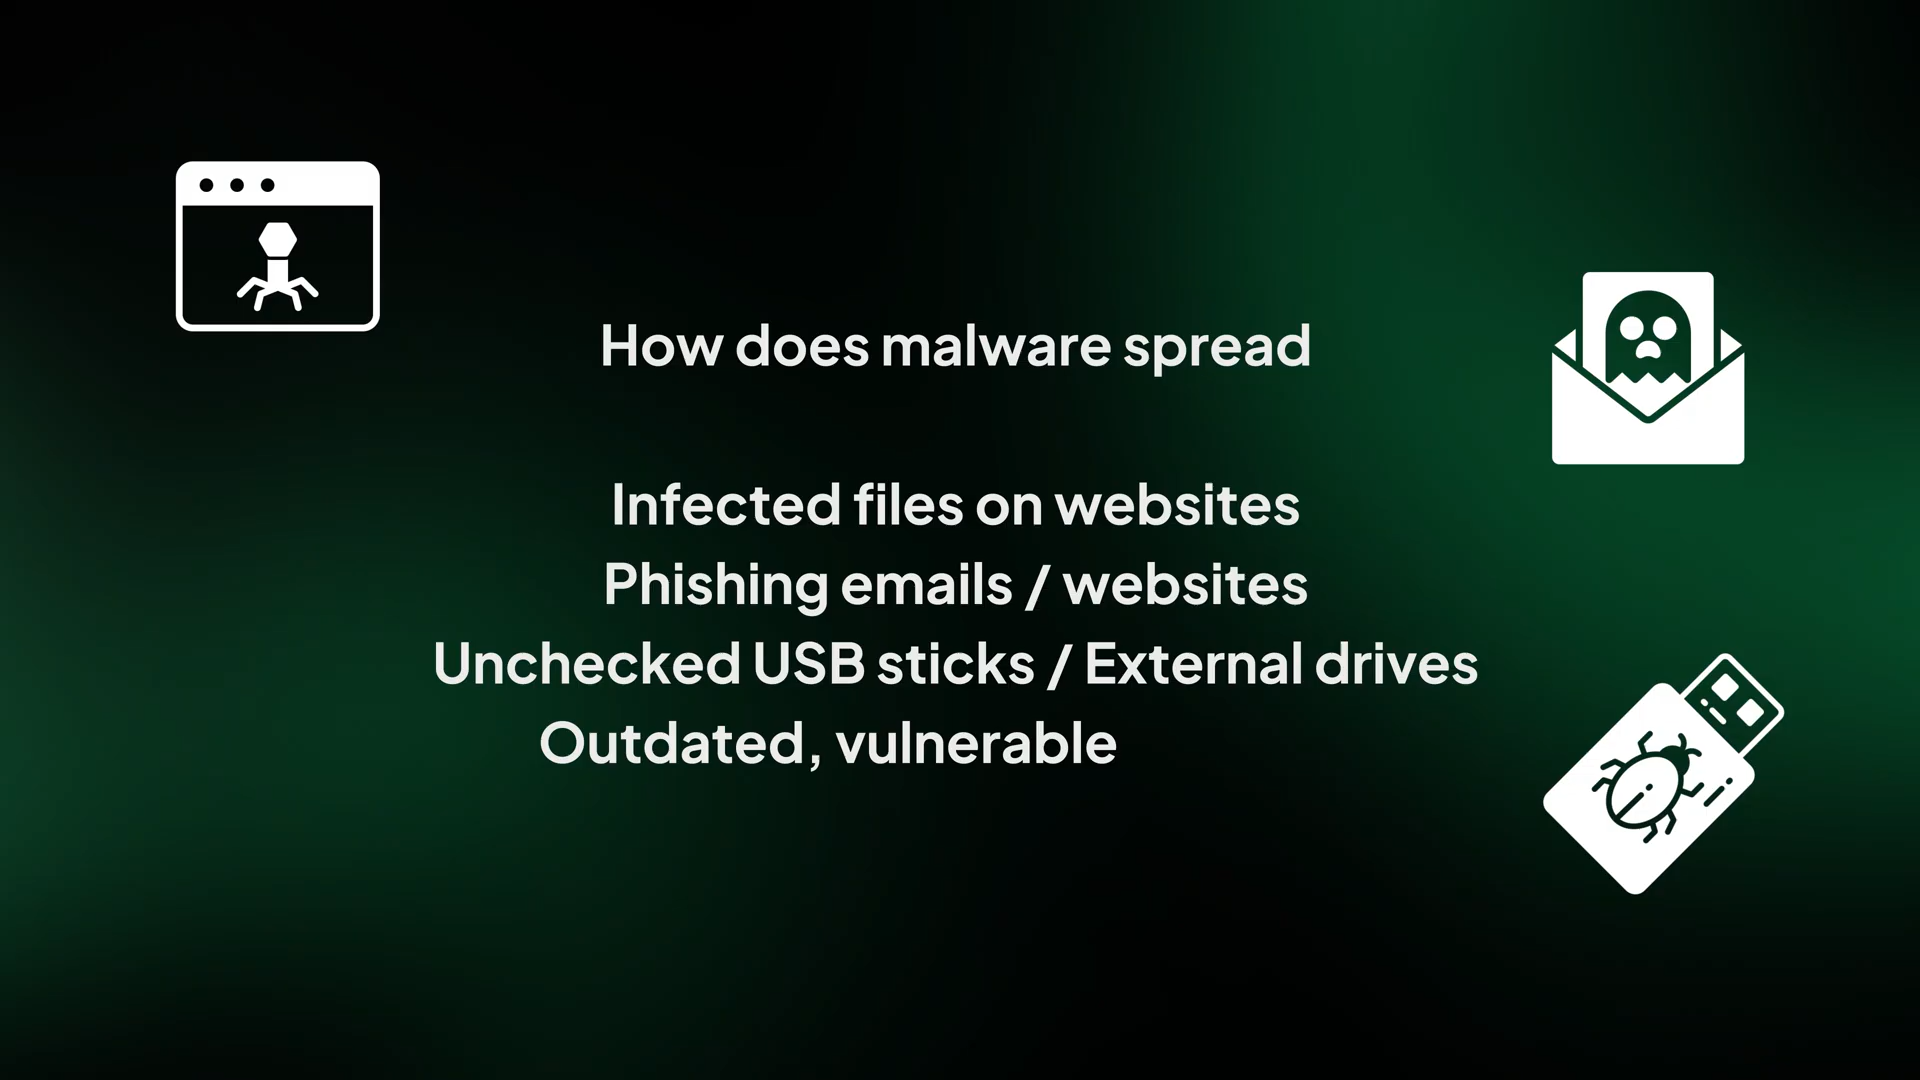 How does malware spread
Infected files on websites
Phishing emails / websites
Unchecked USB sticks / External drives
Outdated, vulnerable